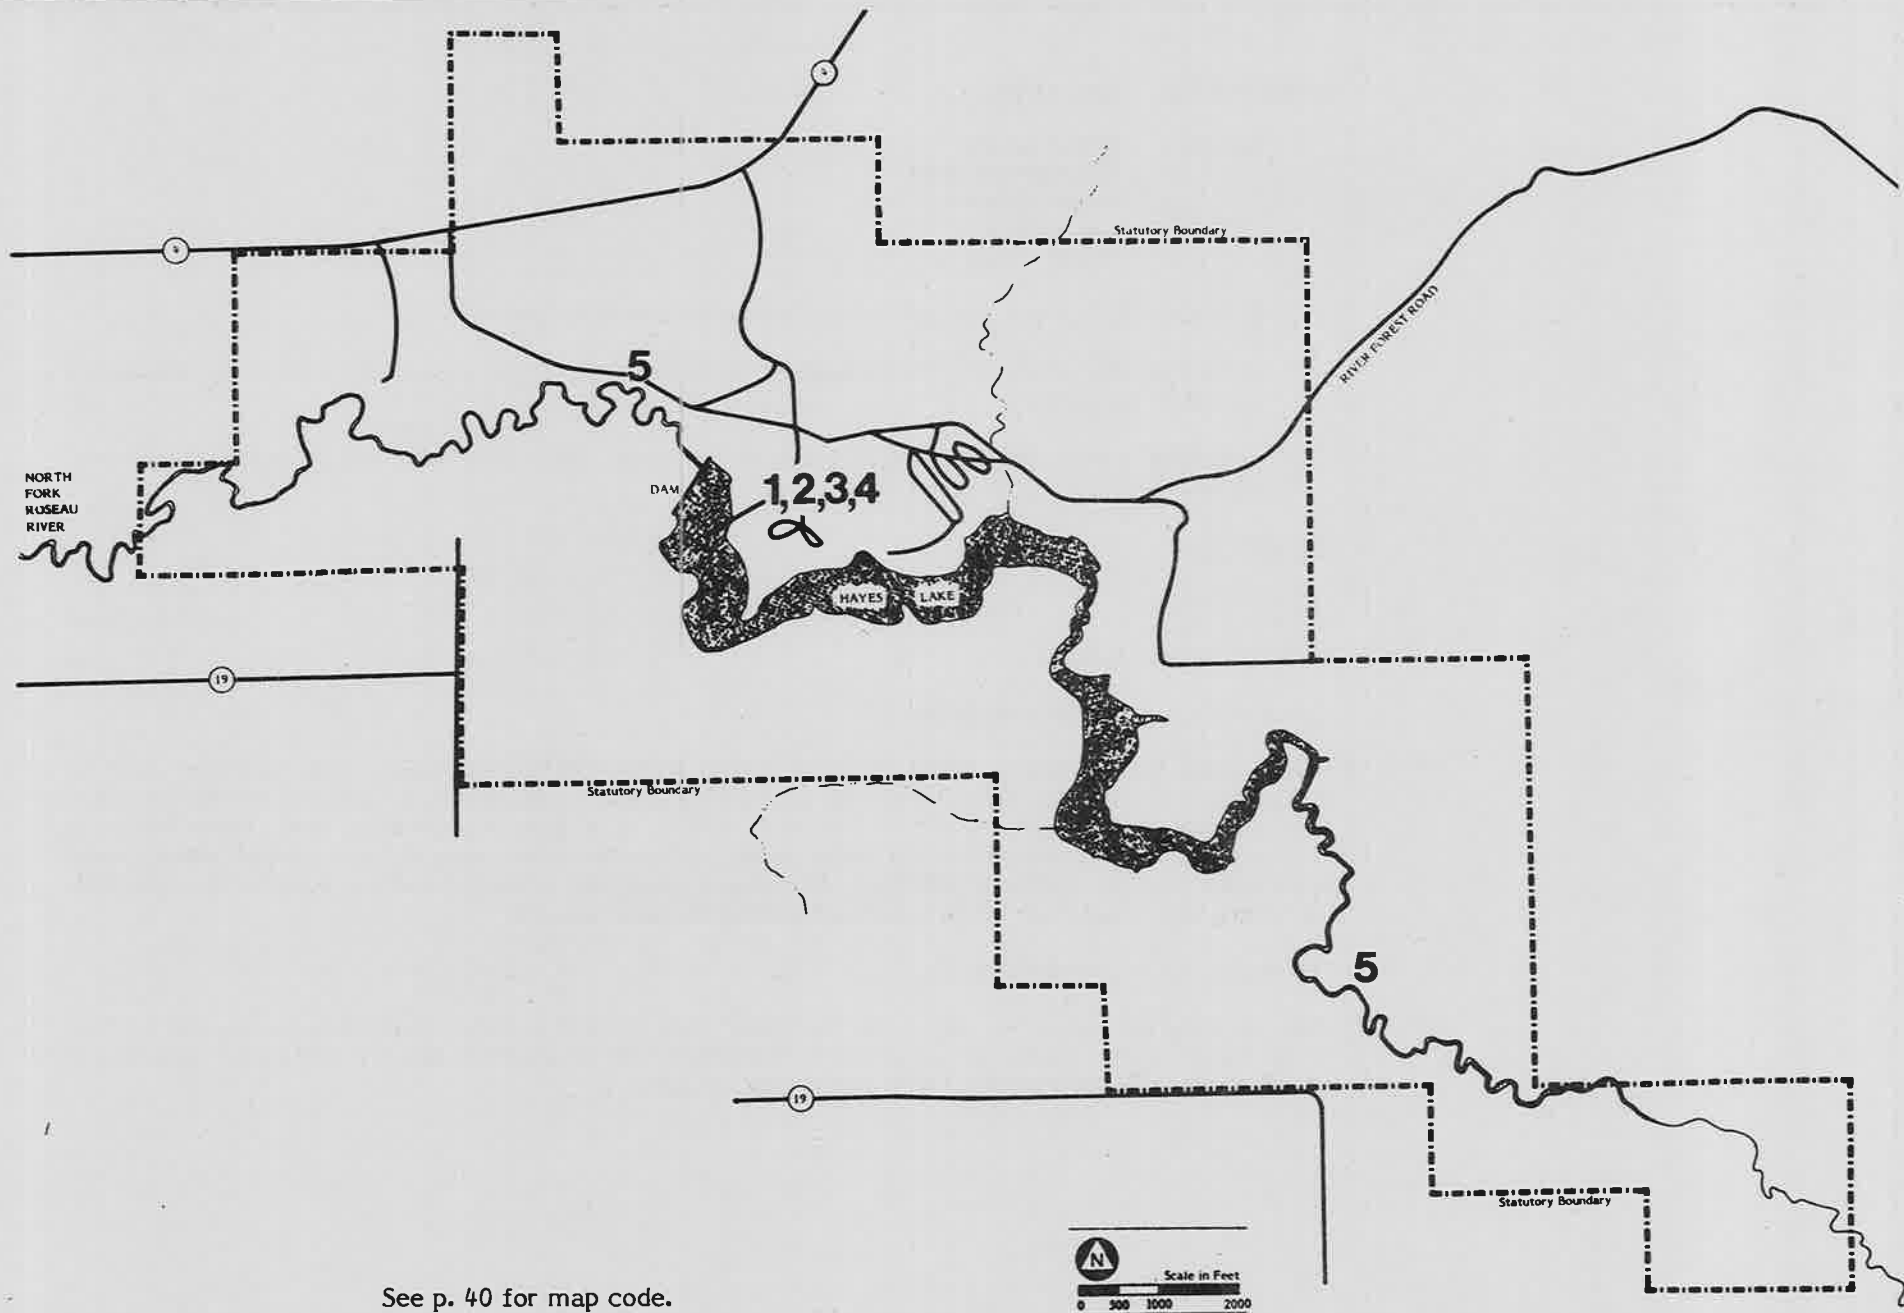 Statutory Boundary
RIVER FOREST ROAD
5
NORTH
FORK
ROSEAU
RIVER
DAM
1,2,3,4
HAYES LAKE
19
Statutory Boundary
5
19
Statutory Boundary
N
Scale in Feet
0 500 1000 2000
See p. 40 for map code.